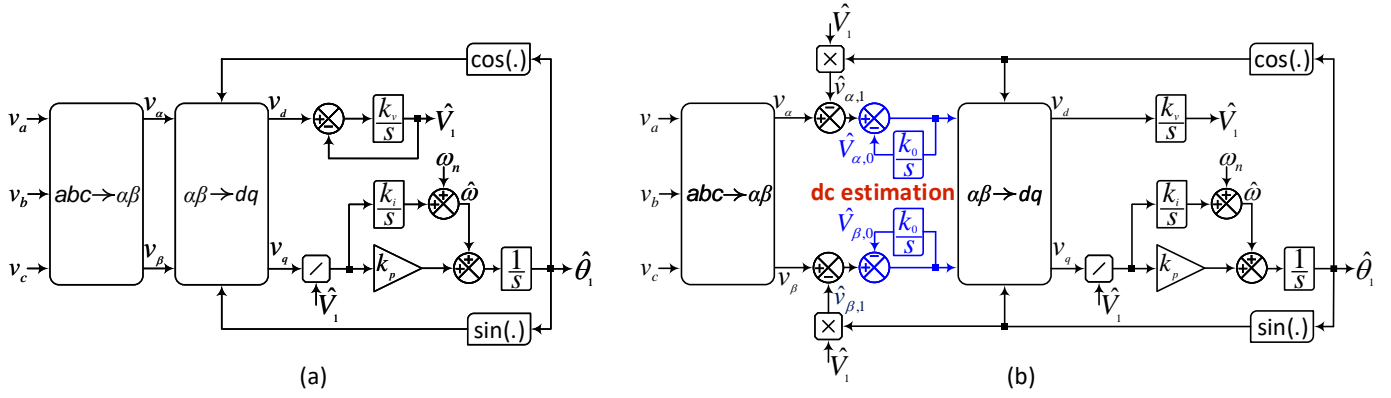 cos(.)
v_a
v_b
v_c
abc→αβ
v_α
v_β
αβ→dq
v_d
v_q
+
−
k_v/s
V̂_1
ω_n
k_i/s
+
+
ω̂
/
V̂_1
k_p
+
+
1/s
θ̂_1
sin(.)
(a)
V̂_1
×
cos(.)
v̂_α,1
v_a
v_b
v_c
abc→αβ
v_α
v_β
+
−
+
−
V̂_α,0
k_0/s
dc estimation
V̂_β,0
k_0/s
+
−
+
−
v̂_β,1
×
V̂_1
αβ→dq
v_d
v_q
k_v/s
V̂_1
ω_n
k_i/s
+
+
ω̂
/
V̂_1
k_p
+
+
1/s
θ̂_1
sin(.)
(b)